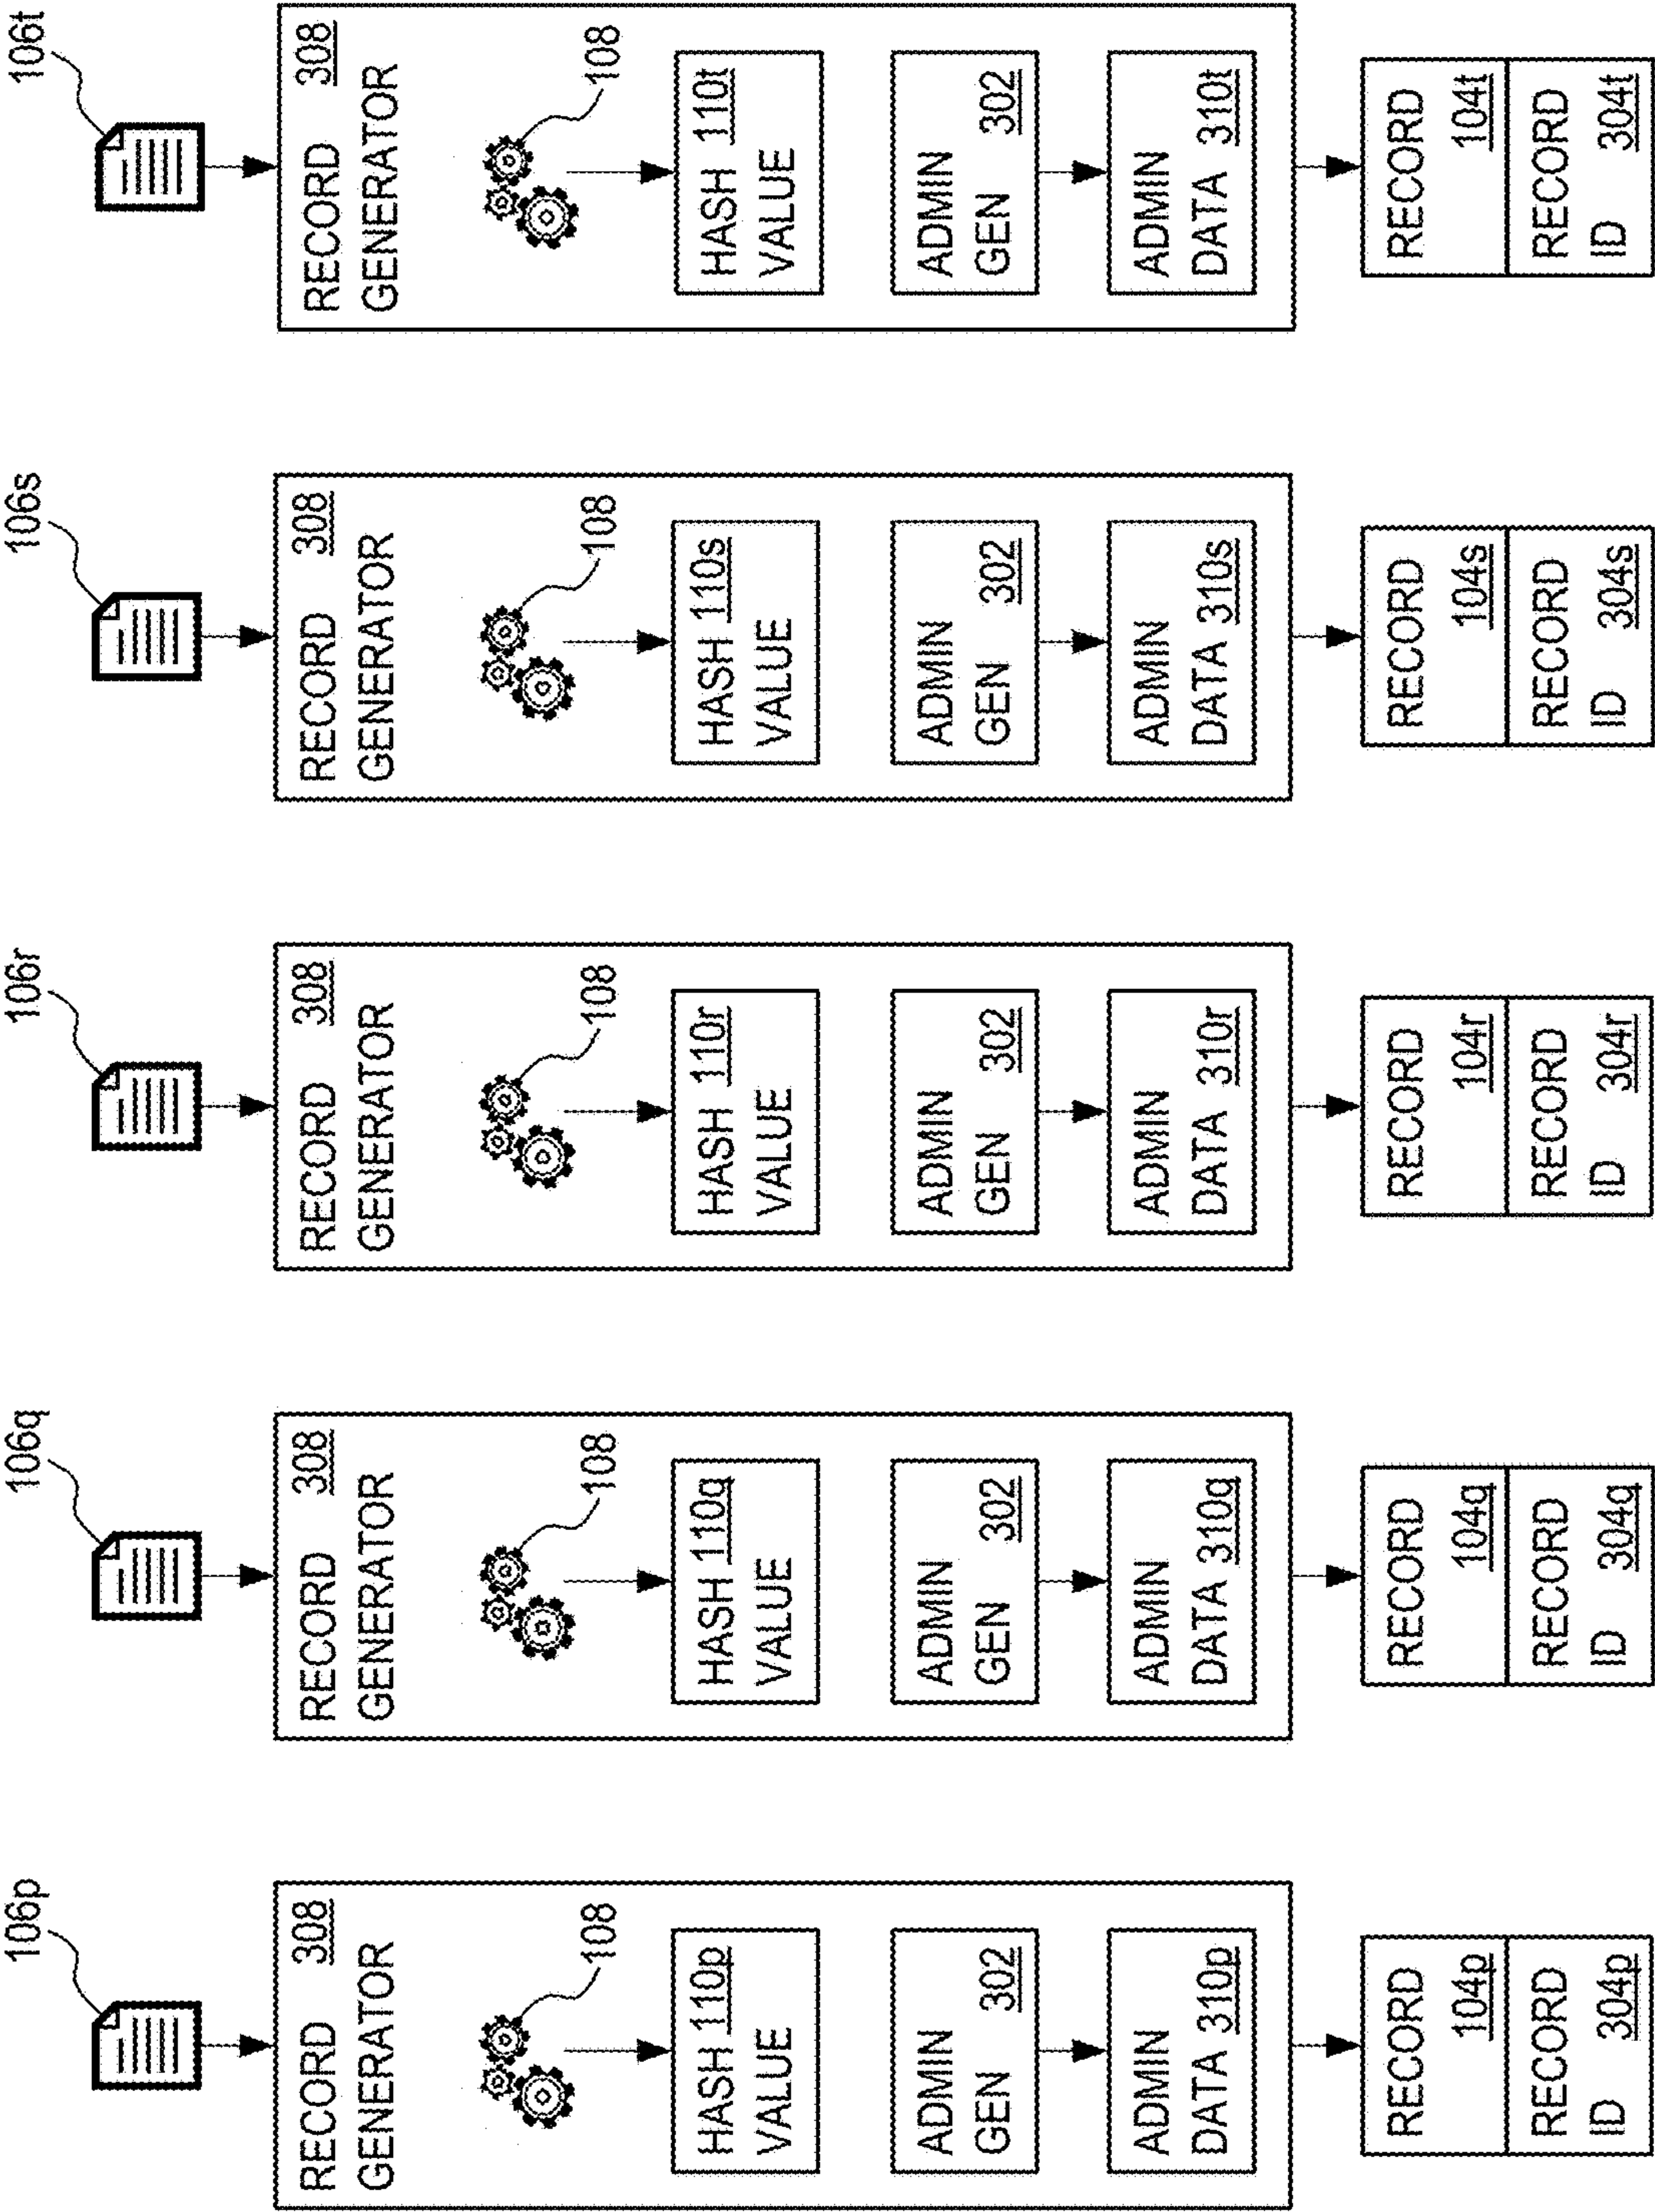 106p
RECORD 308
GENERATOR
108
HASH 110p
VALUE
ADMIN
GEN 302
ADMIN
DATA 310p
RECORD
104p
RECORD
ID 304p
106q
RECORD 308
GENERATOR
108
HASH 110q
VALUE
ADMIN
GEN 302
ADMIN
DATA 310q
RECORD
104q
RECORD
ID 304q
106r
RECORD 308
GENERATOR
108
HASH 110r
VALUE
ADMIN
GEN 302
ADMIN
DATA 310r
RECORD
104r
RECORD
ID 304r
106s
RECORD 308
GENERATOR
108
HASH 110s
VALUE
ADMIN
GEN 302
ADMIN
DATA 310s
RECORD
104s
RECORD
ID 304s
106t
RECORD 308
GENERATOR
108
HASH 110t
VALUE
ADMIN
GEN 302
ADMIN
DATA 310t
RECORD
104t
RECORD
ID 304t